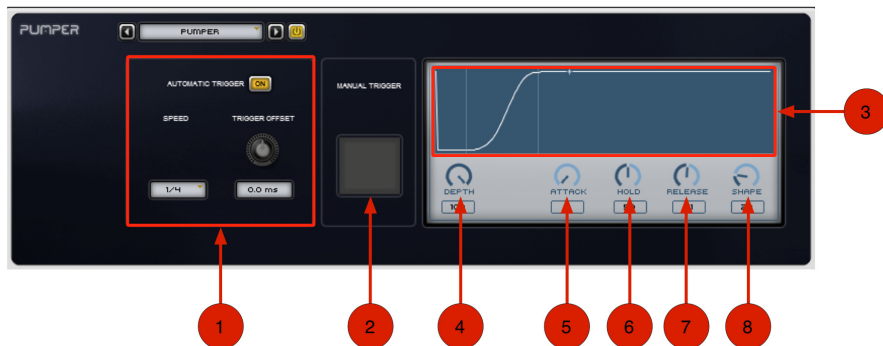 PUMPER
PUMPER
AUTOMATIC TRIGGER ON
MANUAL TRIGGER
SPEED
TRIGGER OFFSET
1/4
0.0 ms
DEPTH
ATTACK
HOLD
RELEASE
SHAPE
3
1
2
4
5
6
7
8